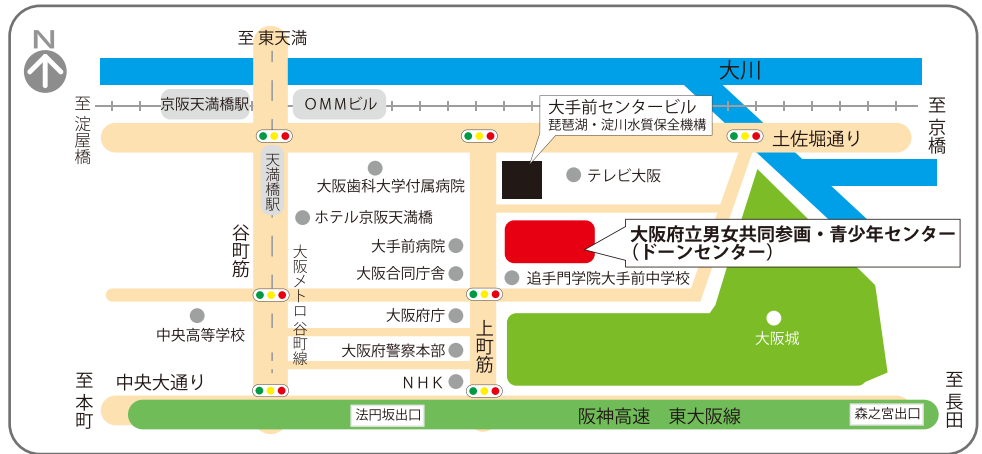 N
至 東天満
大川
至淀屋橋
京阪天満橋駅
OMMビル
大手前センタービル
琵琶湖・淀川水質保全機構
至京橋
土佐堀通り
天満橋駅
大阪歯科大学付属病院
テレビ大阪
ホテル京阪天満橋
谷町筋
大阪メトロ 谷町線
大手前病院
大阪府立男女共同参画・青少年センター
(ドーンセンター)
大阪合同庁舎
追手門学院大手前中学校
中央高等学校
大阪府庁
上町筋
大阪城
大阪府警察本部
NHK
至本町
中央大通り
至長田
法円坂出口
阪神高速 東大阪線
森之宮出口